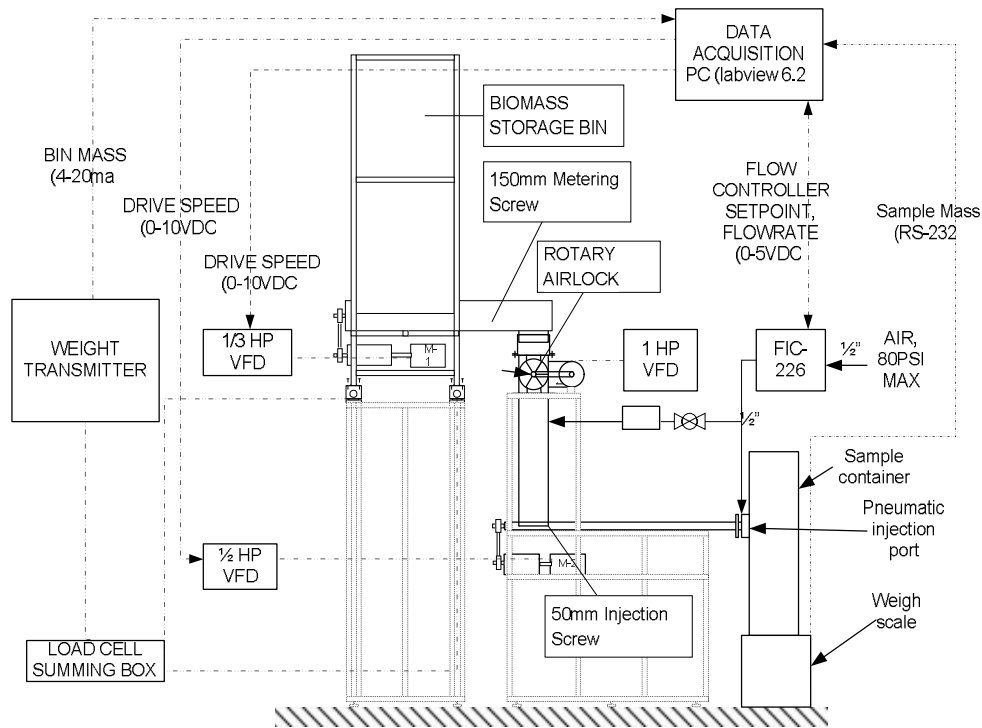 DATA
ACQUISITION
PC (labview 6.2
BIOMASS
STORAGE BIN
BIN MASS
(4-20ma
150mm Metering
Screw
FLOW
CONTROLLER
SETPOINT,
FLOWRATE
(0-5VDC
DRIVE SPEED
(0-10VDC
Sample Mass
(RS-232
ROTARY
AIRLOCK
DRIVE SPEED
(0-10VDC
WEIGHT
TRANSMITTER
1/3 HP
VFD
M-
1
1 HP
VFD
FIC-
226
½"
AIR,
80PSI
MAX
½"
Sample
container
Pneumatic
injection
port
½ HP
VFD
M-2
50mm Injection
Screw
Weigh
scale
LOAD CELL
SUMMING BOX